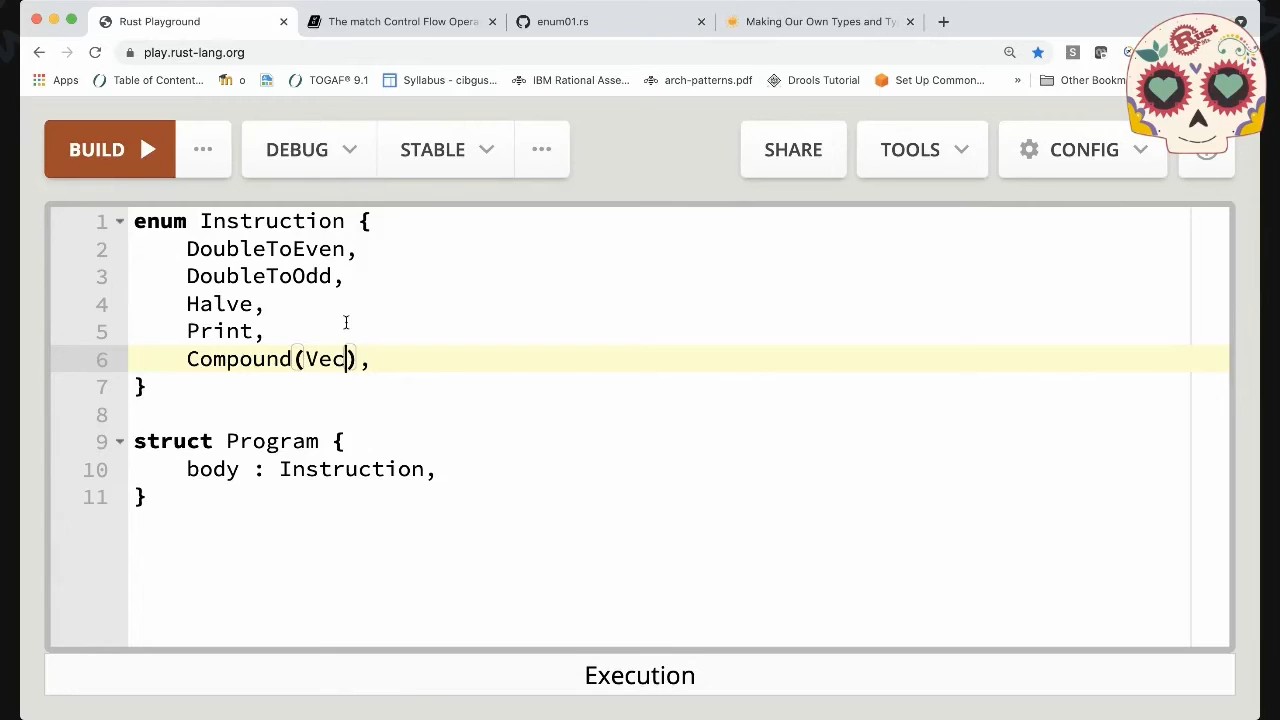 Rust Playground
The match Control Flow Opera
enum01.rs
Making Our Own Types and Ty
play.rust-lang.org
S
Apps
Table of Content...
o
TOGAF® 9.1
Syllabus - cibgus...
IBM Rational Asse...
arch-patterns.pdf
Drools Tutorial
Set Up Common...
»
Other Bookm
Rust
BUILD
...
DEBUG
STABLE
...
SHARE
TOOLS
CONFIG
1 enum Instruction {
2 DoubleToEven,
3 DoubleToOdd,
4 Halve,
5 Print,
6 Compound(Vec),
7 }
8
9 struct Program {
10 body : Instruction,
11 }
Execution